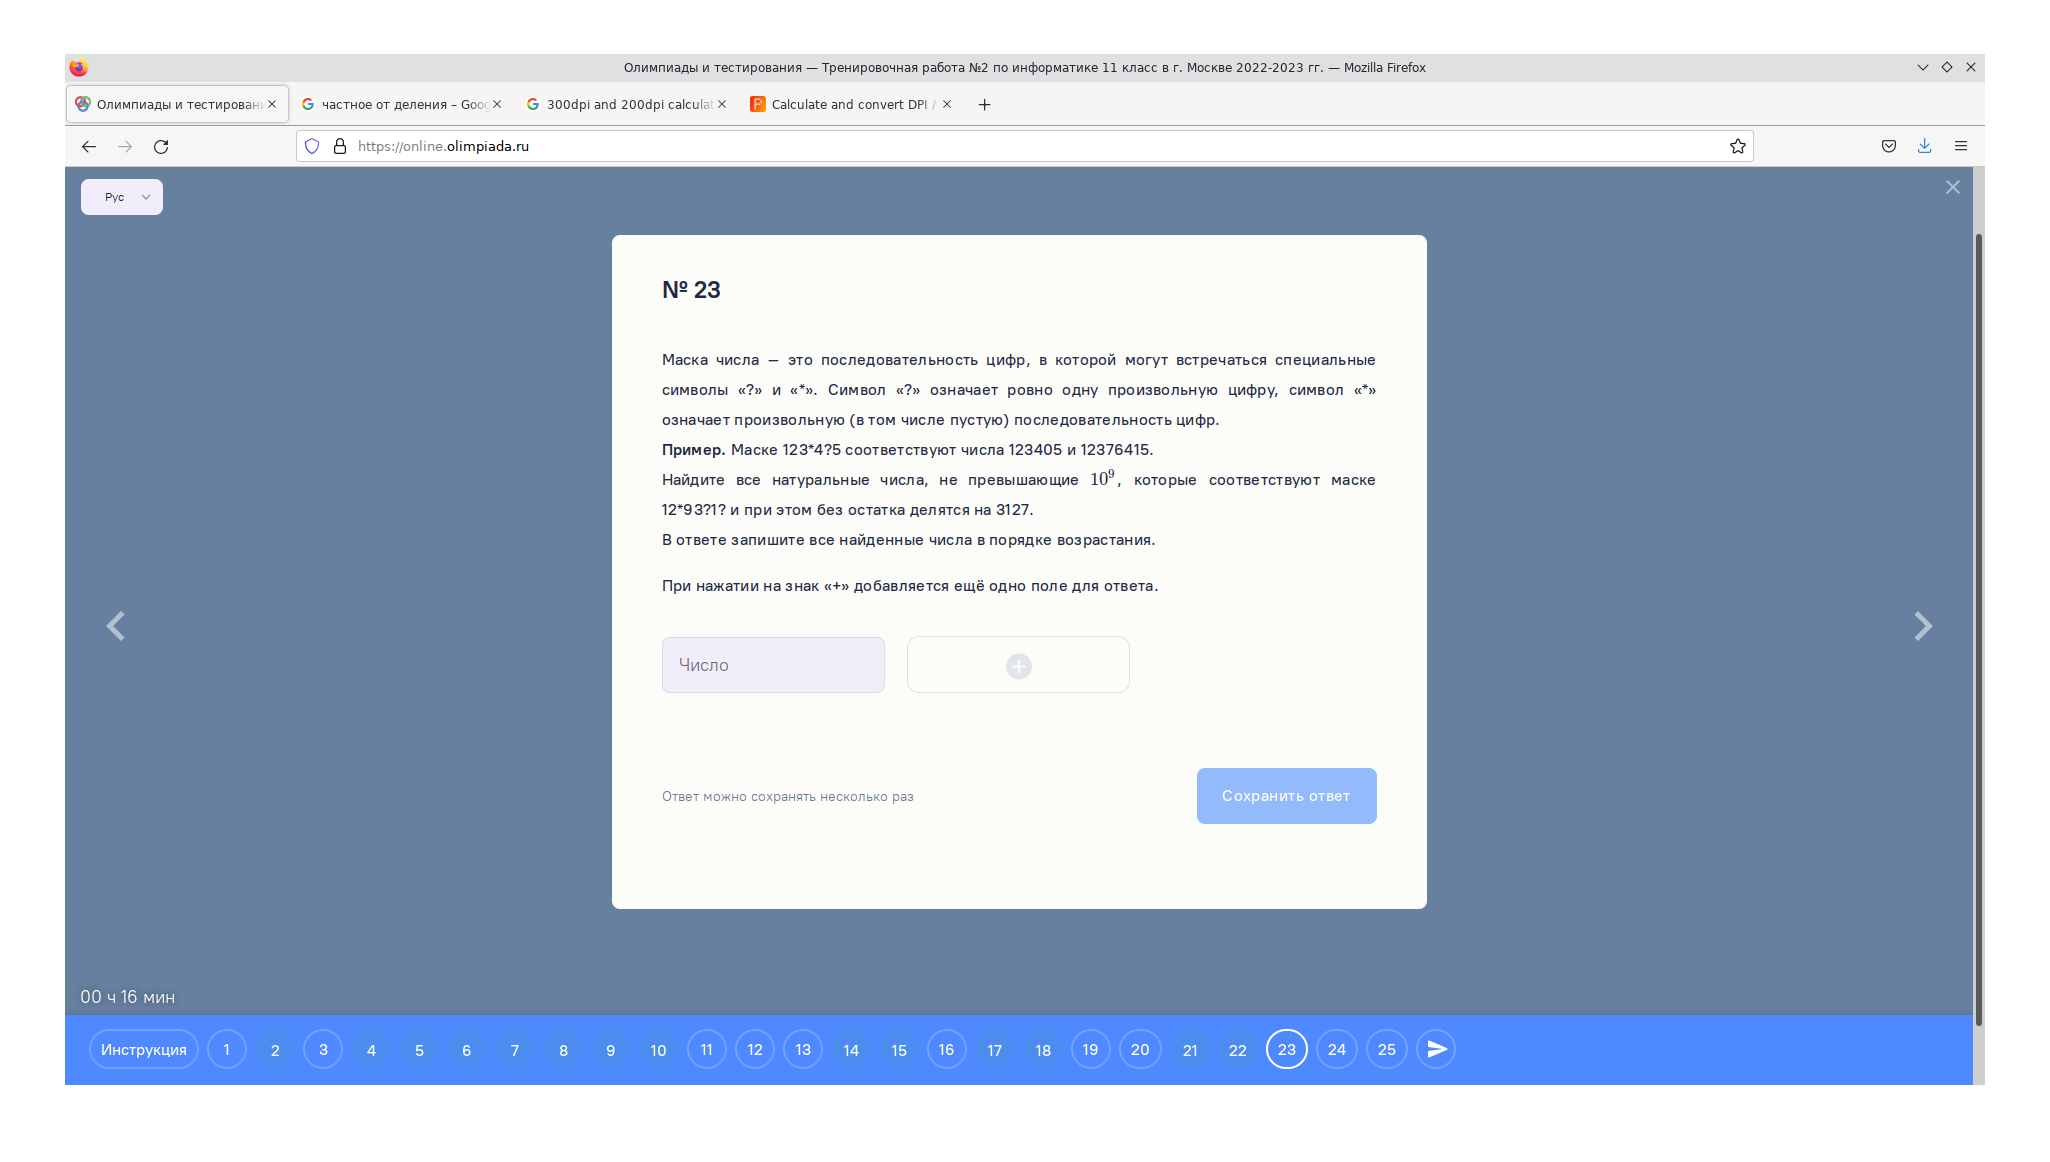 Олимпиады и тестирования — Тренировочная работа №2 по информатике 11 класс в г. Москве 2022-2023 гг. — Mozilla Firefox
Олимпиады и тестирован
частное от деления – Goog
300dpi and 200dpi calculat
Calculate and convert DPI /
https://online.olimpiada.ru
Рус
№ 23
Маска числа — это последовательность цифр, в которой могут встречаться специальные
символы «?» и «*». Символ «?» означает ровно одну произвольную цифру, символ «*»
означает произвольную (в том числе пустую) последовательность цифр.
Пример. Маске 123*4?5 соответствуют числа 123405 и 12376415.
Найдите все натуральные числа, не превышающие 10⁹, которые соответствуют маске
12*93?1? и при этом без остатка делятся на 3127.
В ответе запишите все найденные числа в порядке возрастания.
При нажатии на знак «+» добавляется ещё одно поле для ответа.
Число
Ответ можно сохранять несколько раз
Сохранить ответ
00 ч 16 мин
Инструкция 1 2 3 4 5 6 7 8 9 10 11 12 13 14 15 16 17 18 19 20 21 22 23 24 25